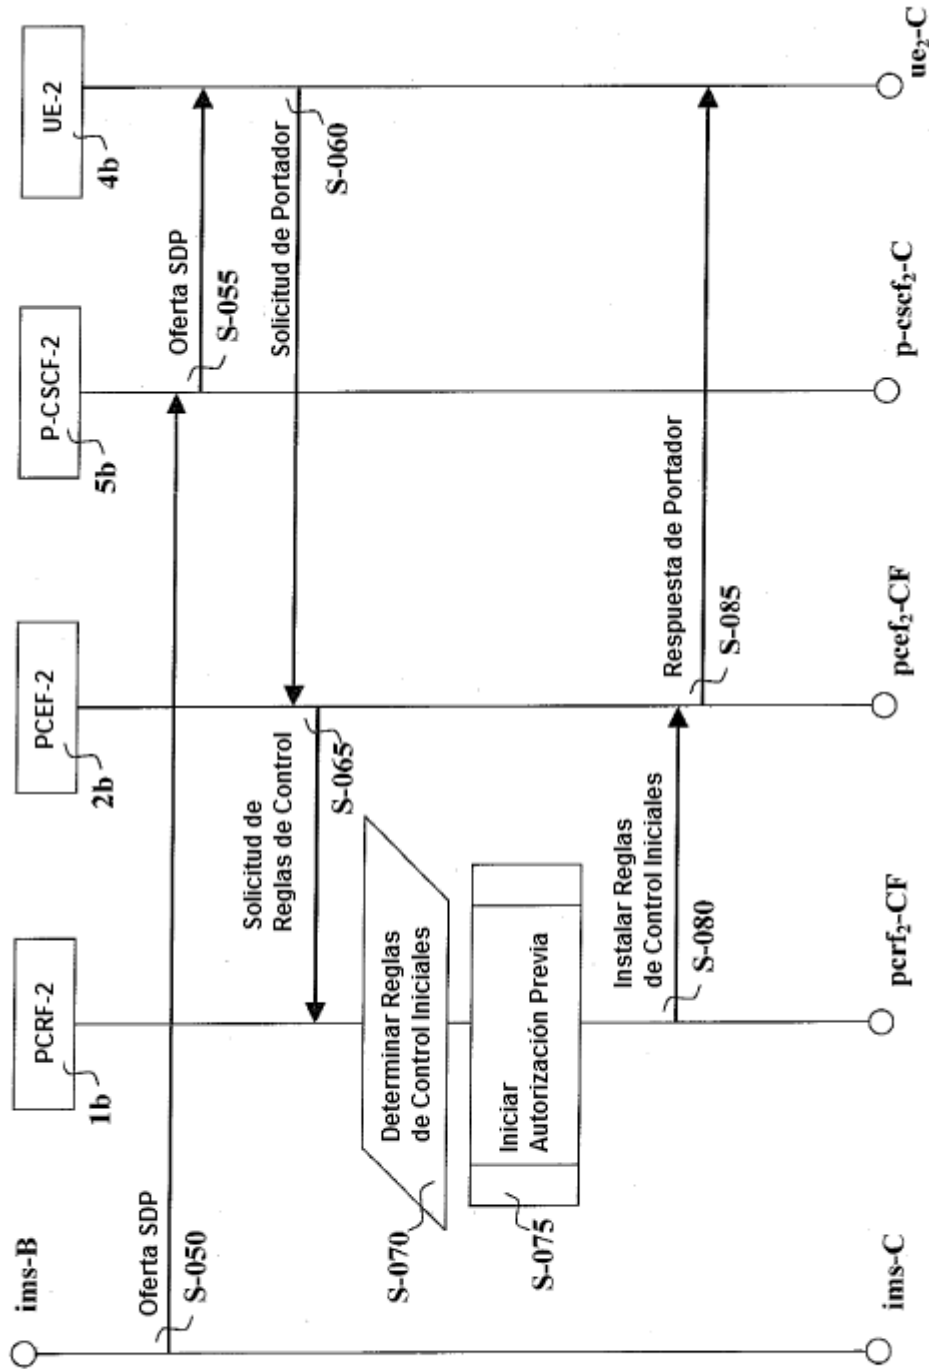 ims-B
PCRF-2
1b
PCEF-2
2b
P-CSCF-2
5b
UE-2
4b
Oferta SDP
S-050
Oferta SDP
S-055
Solicitud de Portador
S-060
Solicitud de
Reglas de Control
S-065
Determinar Reglas
de Control Iniciales
S-070
Iniciar
Autorización Previa
S-075
Instalar Reglas
de Control Iniciales
S-080
Respuesta de Portador
S-085
ims-C
pcrf₂-CF
pcef₂-CF
p-cscf₂-C
ue₂-C